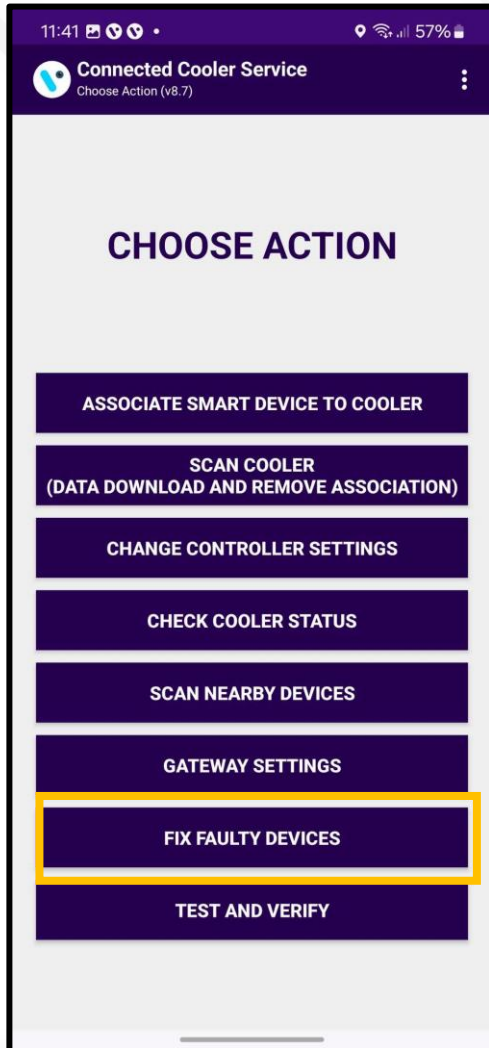 11:41 57%
Connected Cooler Service
Choose Action (v8.7)
CHOOSE ACTION
ASSOCIATE SMART DEVICE TO COOLER
SCAN COOLER
(DATA DOWNLOAD AND REMOVE ASSOCIATION)
CHANGE CONTROLLER SETTINGS
CHECK COOLER STATUS
SCAN NEARBY DEVICES
GATEWAY SETTINGS
FIX FAULTY DEVICES
TEST AND VERIFY